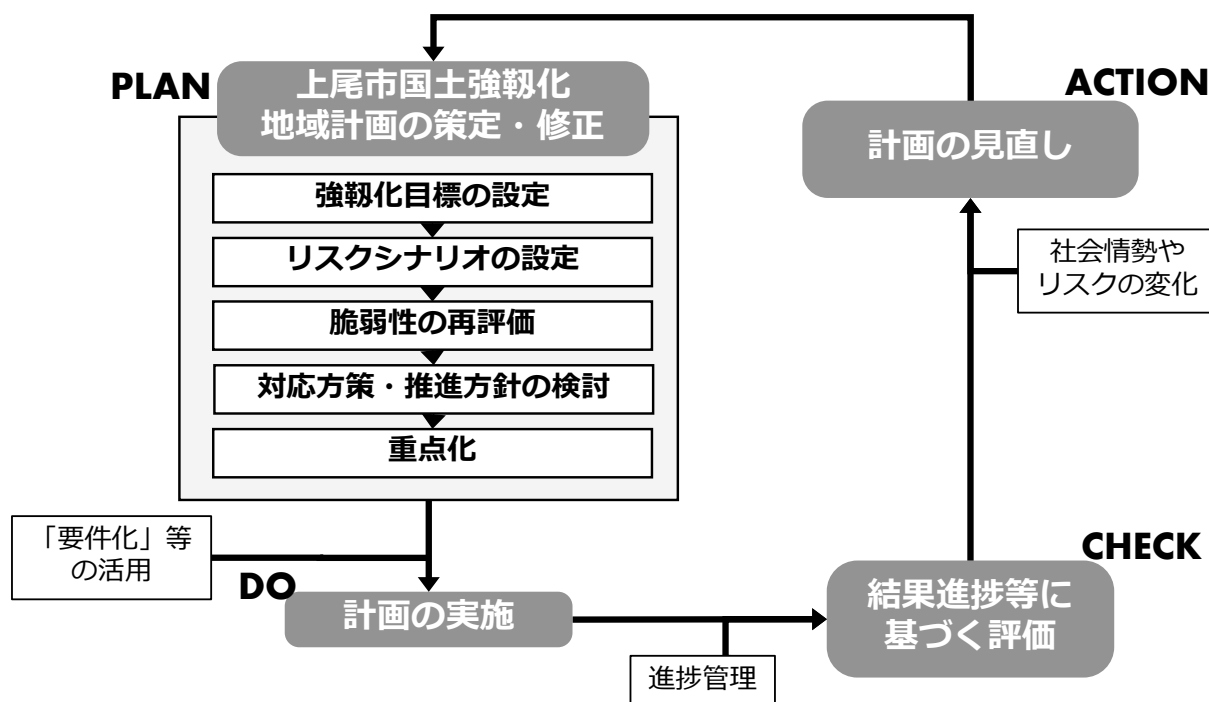 PLAN
上尾市国土強靱化
地域計画の策定・修正
強靱化目標の設定
リスクシナリオの設定
脆弱性の再評価
対応方策・推進方針の検討
重点化
「要件化」等
の活用
DO
計画の実施
進捗管理
CHECK
結果進捗等に
基づく評価
社会情勢や
リスクの変化
ACTION
計画の見直し